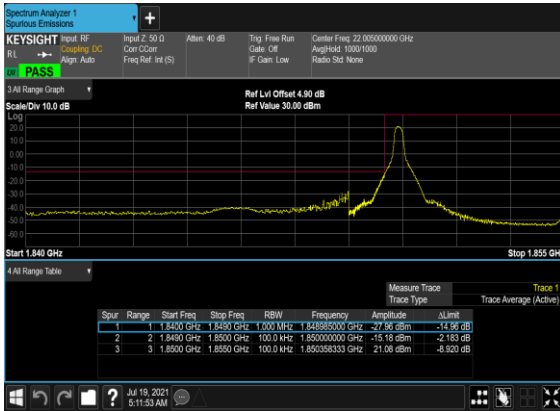 Spectrum Analyzer 1
Spurious Emissions
+
KEYSIGHT
RL
Input: RF
Coupling: DC
Align: Auto
Input Z: 50 Ω
Corr CCorr
Freq Ref: Int (S)
Atten: 40 dB
Trig: Free Run
Gate: Off
IF Gain: Low
Center Freq: 22.005000000 GHz
Avg|Hold: 1000/1000
Radio Std: None
PASS
3 All Range Graph
Scale/Div 10.0 dB
Ref Lvl Offset 4.90 dB
Ref Value 30.00 dBm
Log
20.0
10.0
0.00
-10.0
-20.0
-30.0
-40.0
-50.0
-60.0
Start 1.840 GHz
Stop 1.855 GH
4 All Range Table
Measure Trace Trace 1
Trace Type Trace Average (Active)
Spur Range Start Freq Stop Freq RBW Frequency Amplitude ΔLimit
1 1 1.8400 GHz 1.8490 GHz 1.000 MHz 1.848985000 GHz -27.96 dBm -14.96 dB
2 2 1.8490 GHz 1.8500 GHz 100.0 kHz 1.850000000 GHz -15.18 dBm -2.183 dB
3 3 1.8500 GHz 1.8550 GHz 100.0 kHz 1.850358333 GHz 21.08 dBm -8.920 dB
?
Jul 19, 2021
5:11:53 AM